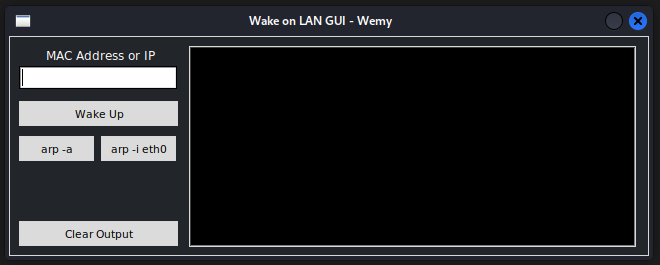 Wake on LAN GUI - Wemy
MAC Address or IP
Wake Up
arp -a
arp -i eth0
Clear Output